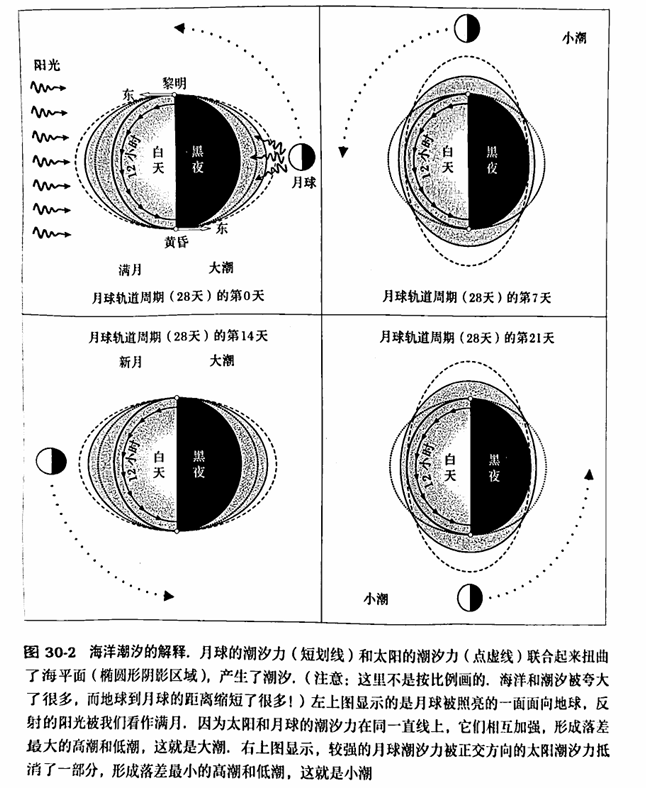 阳光
黎明
东
12小时
白天
黑夜
月球
东
黄昏
满月 大潮
月球轨道周期（28天）的第0天
小潮
12小时
白天
黑夜
月球轨道周期（28天）的第7天
月球轨道周期（28天）的第14天
新月 大潮
12小时
白天
黑夜
月球轨道周期（28天）的第21天
12小时
白天
黑夜
小潮
图 30-2 海洋潮汐的解释．月球的潮汐力（短划线）和太阳的潮汐力（点虚线）联合起来扭曲
了海平面（椭圆形阴影区域），产生了潮汐．（注意：这里不是按比例画的．海洋和潮汐被夸大
了很多，而地球到月球的距离缩短了很多！）左上图显示的是月球被照亮的一面面向地球，反
射的阳光被我们看作满月．因为太阳和月球的潮汐力在同一直线上，它们相互加强，形成落差
最大的高潮和低潮，这就是大潮．右上图显示，较强的月球潮汐力被正交方向的太阳潮汐力抵
消了一部分，形成落差最小的高潮和低潮，这就是小潮